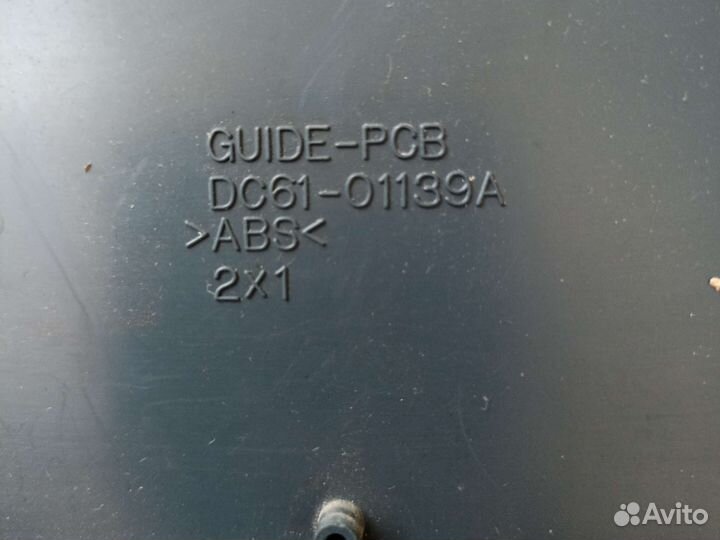 GUIDE-PCB
DC61-01139A
>ABS<
2X1
Avito